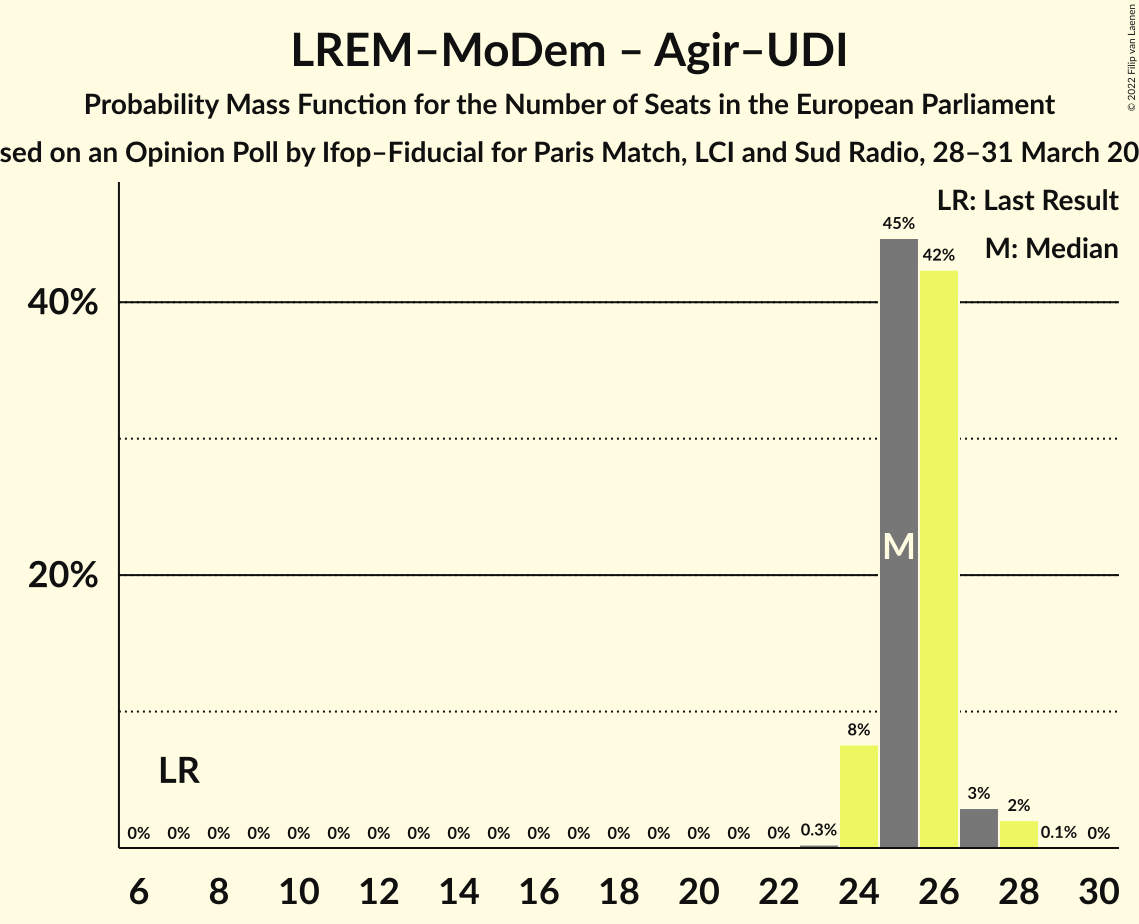 LREM–MoDem – Agir–UDI
Probability Mass Function for the Number of Seats in the European Parliament
sed on an Opinion Poll by Ifop–Fiducial for Paris Match, LCI and Sud Radio, 28–31 March 20
© 2022 Filip van Laenen
LR: Last Result
M: Median
45%
42%
40%
M
20%
8%
LR
3%
2%
0% 0% 0% 0% 0% 0% 0% 0% 0% 0% 0% 0% 0% 0% 0% 0% 0% 0.3% 0.1% 0%
6 8 10 12 14 16 18 20 22 24 26 28 30